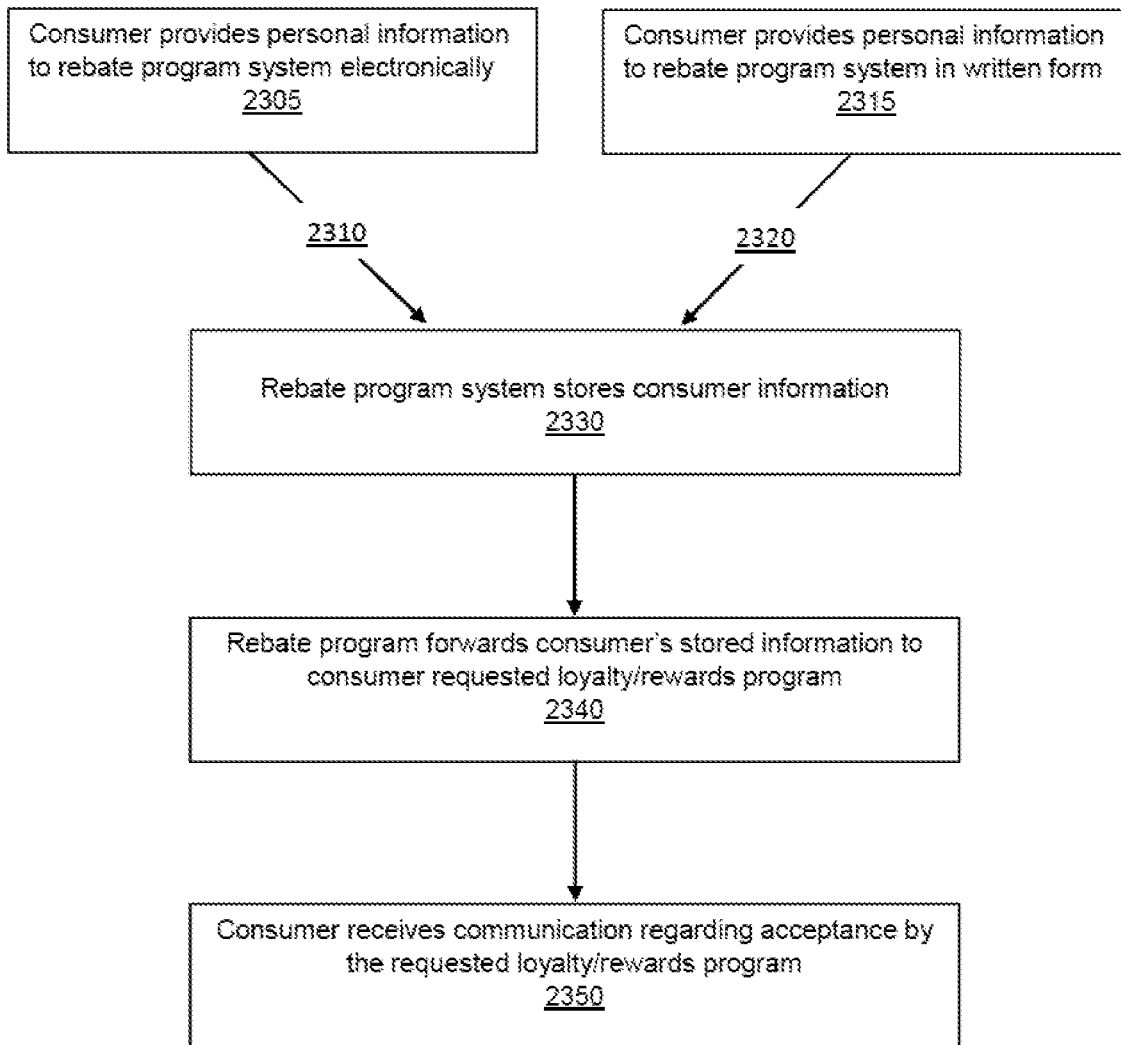 Consumer provides personal information
to rebate program system electronically
2305
Consumer provides personal information
to rebate program system in written form
2315
2310
2320
Rebate program system stores consumer information
2330
Rebate program forwards consumer's stored information to
consumer requested loyalty/rewards program
2340
Consumer receives communication regarding acceptance by
the requested loyalty/rewards program
2350